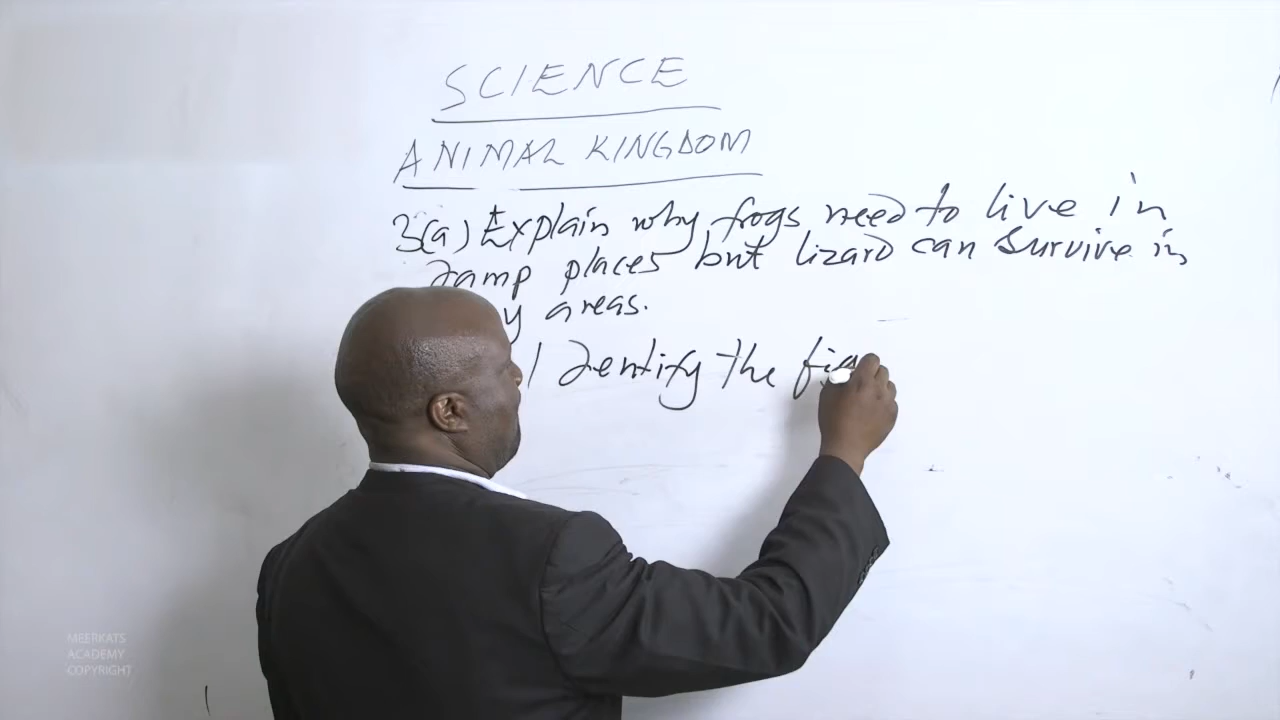 SCIENCE
ANIMAL KINGDOM
3(a) Explain why frogs need to live in
damp places but lizard can survive in
y areas.
Identify the fig
MEERKATS
ACADEMY
COPYRIGHT